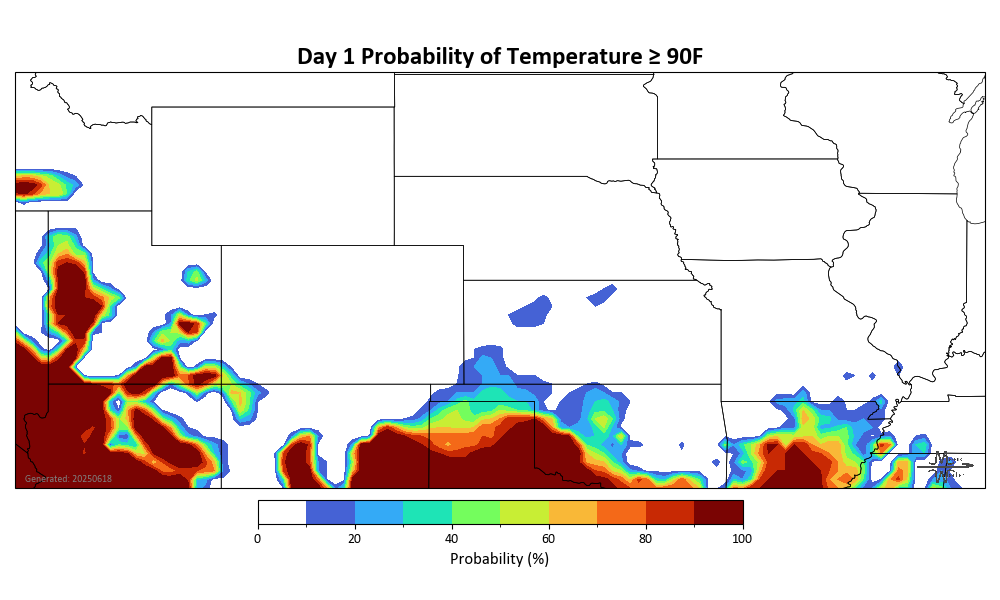 Day 1 Probability of Temperature ≥ 90F
Generated: 20250618
0 20 40 60 80 100
Probability (%)